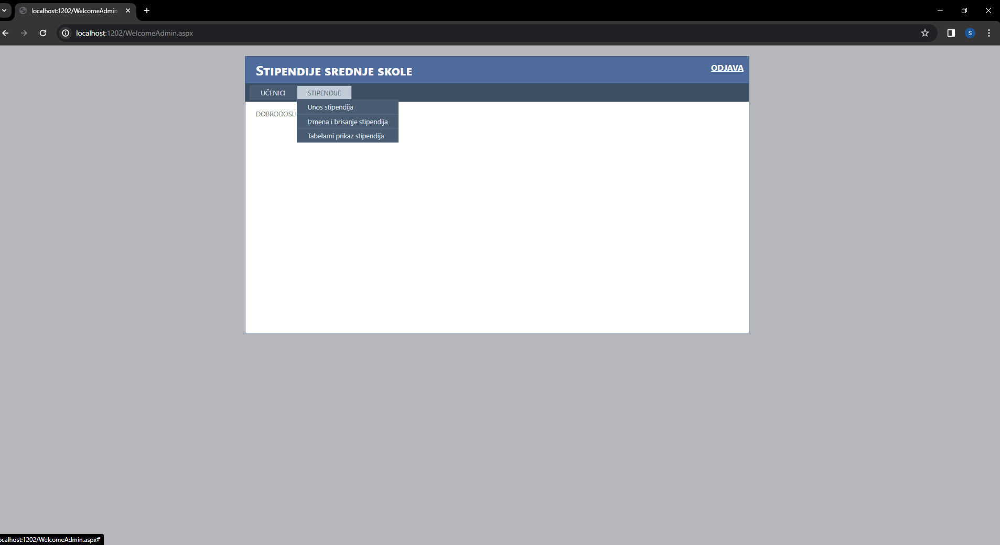 localhost:1202/WelcomeAdmin.
localhost:1202/WelcomeAdmin.aspx
S
Stipendije srednje skole
ODJAVA
UČENICI
STIPENDIJE
DOBRODOSLI
Unos stipendija
Izmena i brisanje stipendija
Tabelarni prikaz stipendija
ocalhost:1202/WelcomeAdmin.aspx#